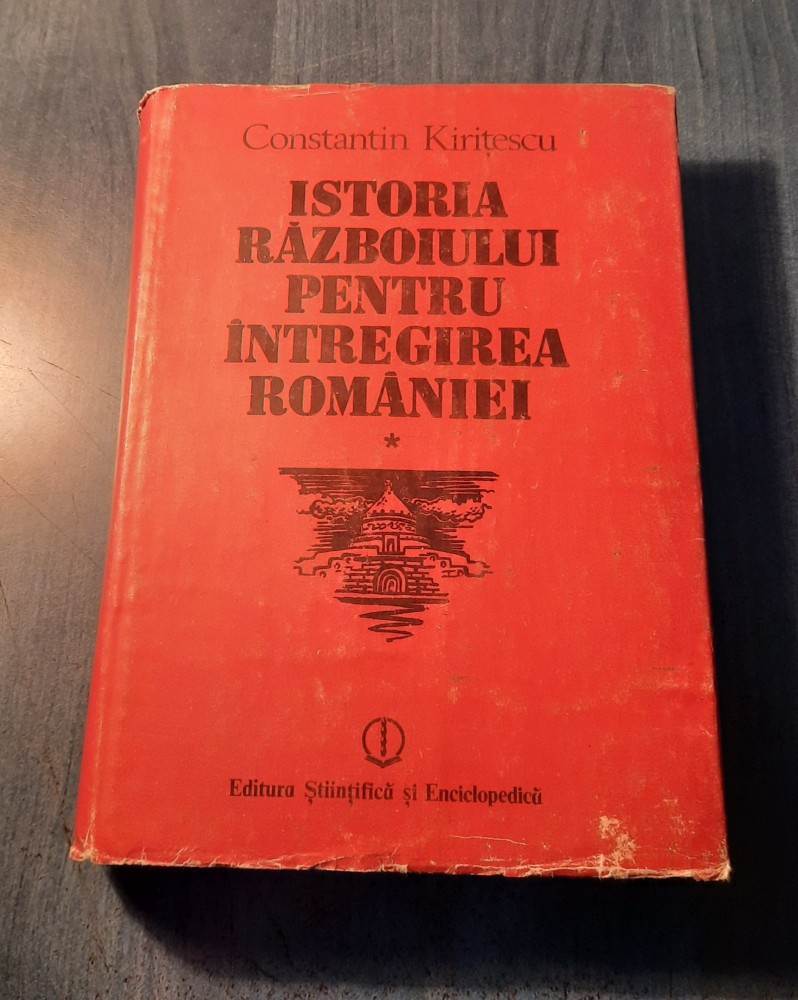 Constantin Kirițescu
ISTORIA
RĂZBOIULUI
PENTRU
ÎNTREGIREA
ROMÂNIEI
*
Editura Științifică și Enciclopedică